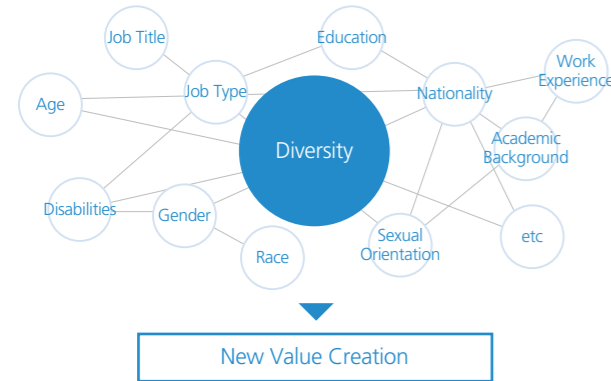 Job Title
Education
Work
Experience
Age
Job Type
Nationality
Academic
Background
Diversity
Disabilities
Gender
Sexual
Orientation
etc
Race
New Value Creation